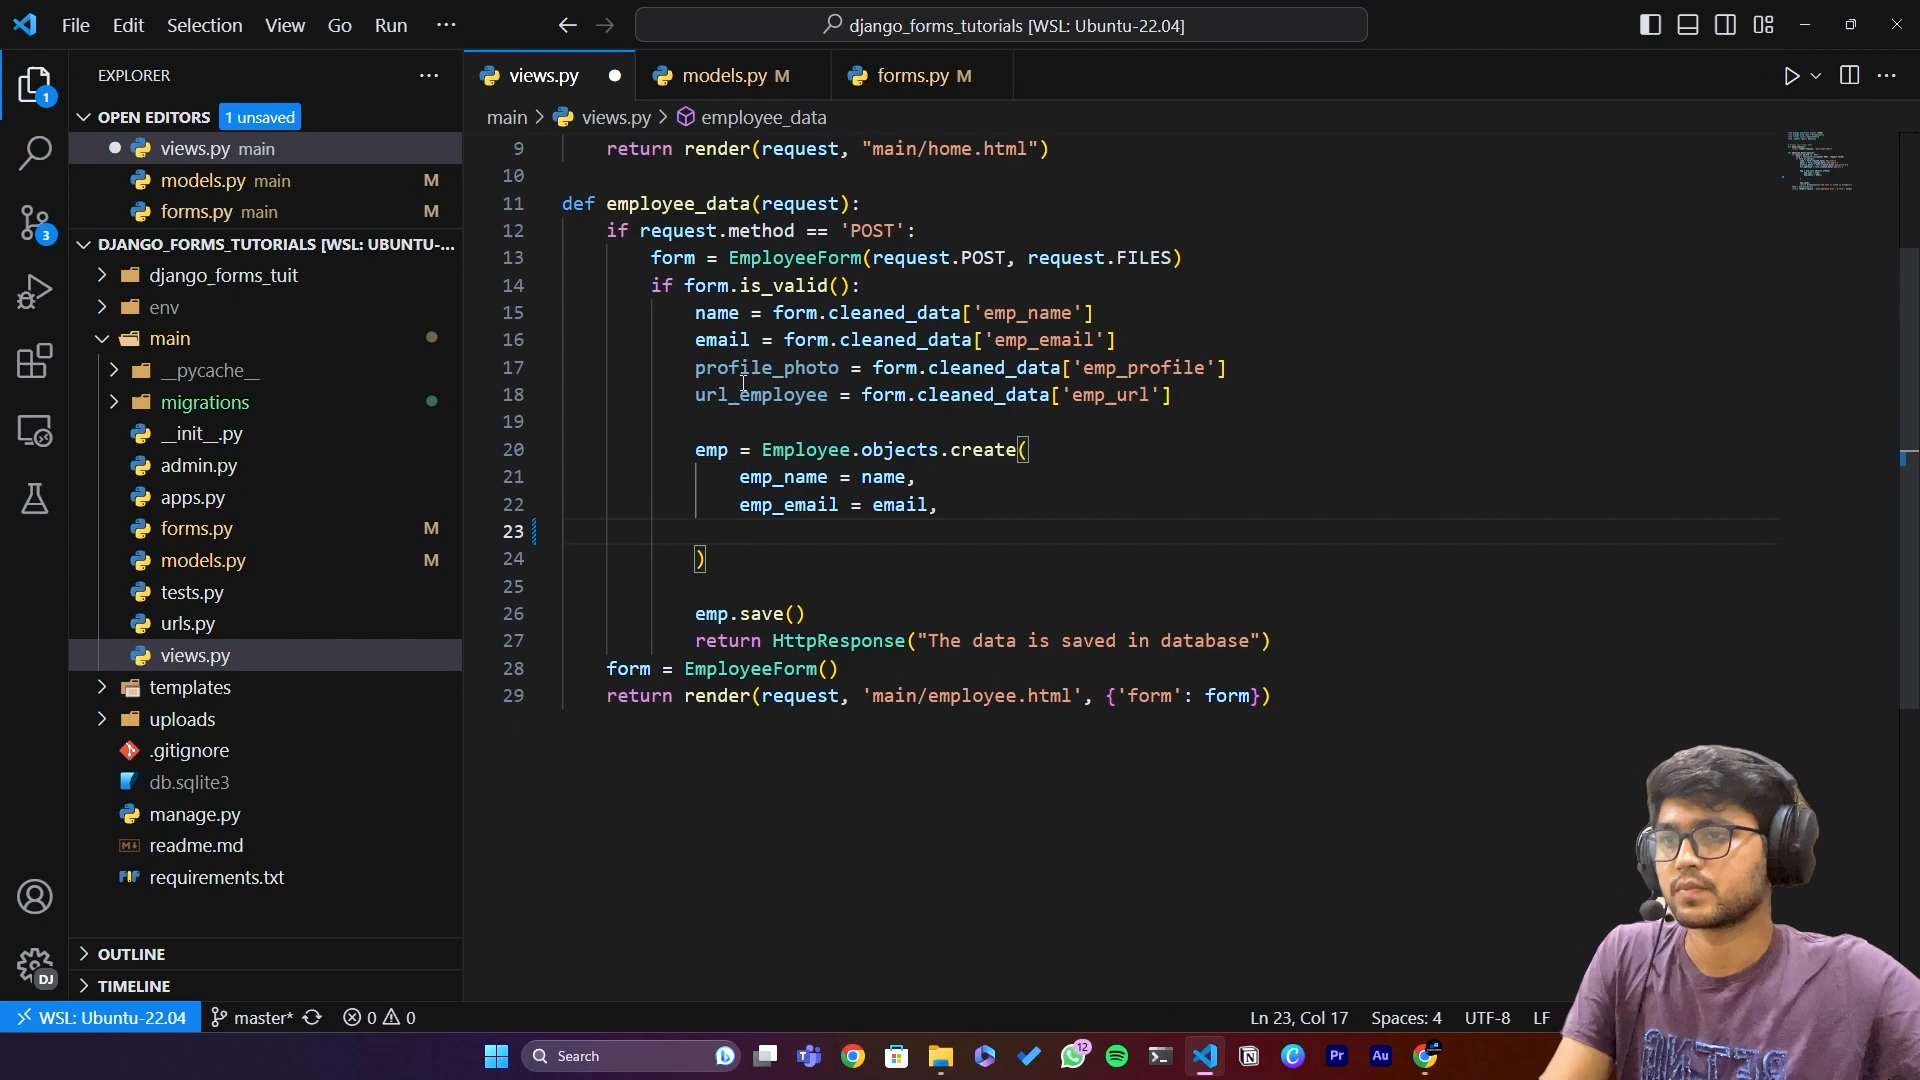 File Edit Selection View Go Run ···
django_forms_tutorials [WSL: Ubuntu-22.04]
EXPLORER
OPEN EDITORS 1 unsaved
views.py main
models.py main M
forms.py main M
DJANGO_FORMS_TUTORIALS [WSL: UBUNTU-...
django_forms_tuit
env
main
__pycache__
migrations
__init__.py
admin.py
apps.py
forms.py M
models.py M
tests.py
urls.py
views.py
templates
uploads
.gitignore
db.sqlite3
manage.py
readme.md
requirements.txt
OUTLINE
TIMELINE
1
3
DJ
views.py
models.py M
forms.py M
main > views.py > employee_data
9 return render(request, "main/home.html")
10
11 def employee_data(request):
12 if request.method == 'POST':
13 form = EmployeeForm(request.POST, request.FILES)
14 if form.is_valid():
15 name = form.cleaned_data['emp_name']
16 email = form.cleaned_data['emp_email']
17 profile_photo = form.cleaned_data['emp_profile']
18 url_employee = form.cleaned_data['emp_url']
19
20 emp = Employee.objects.create(
21 emp_name = name,
22 emp_email = email,
23
24 )
25
26 emp.save()
27 return HttpResponse("The data is saved in database")
28 form = EmployeeForm()
29 return render(request, 'main/employee.html', {'form': form})
WSL: Ubuntu-22.04 master* 0 0 Ln 23, Col 17 Spaces: 4 UTF-8 LF
Search
12
Pr
Au